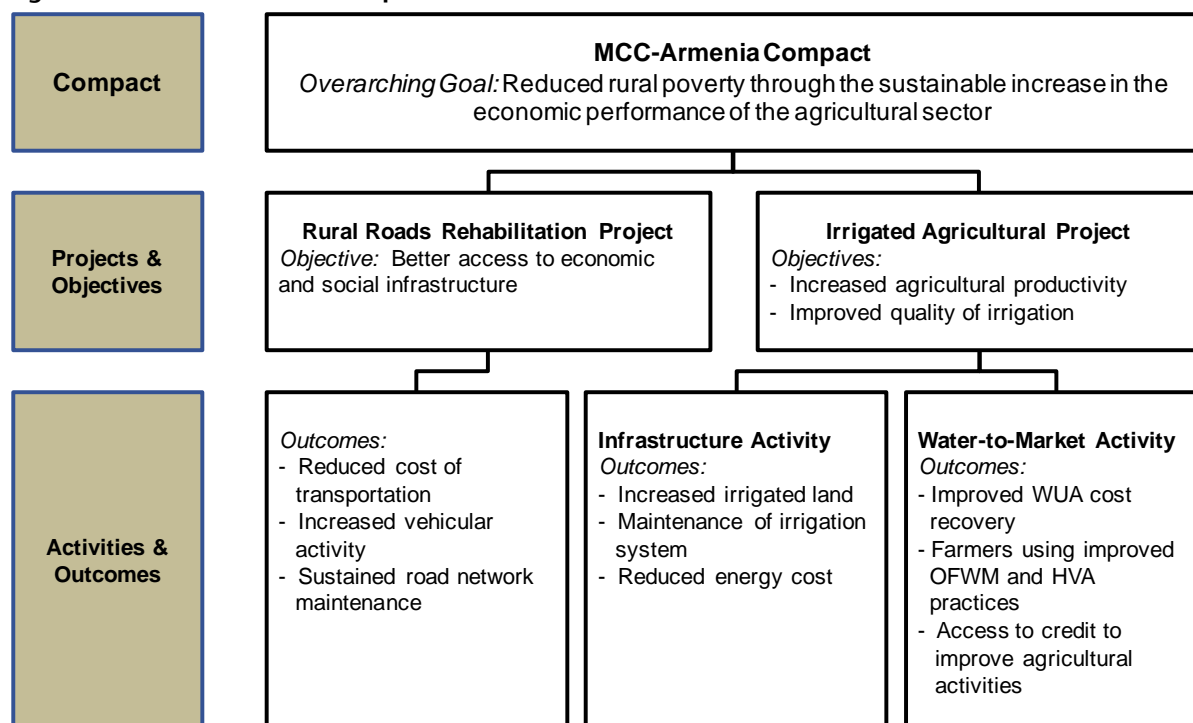 Compact
MCC-Armenia Compact
Overarching Goal: Reduced rural poverty through the sustainable increase in the
economic performance of the agricultural sector
Projects &
Objectives
Rural Roads Rehabilitation Project
Objective: Better access to economic
and social infrastructure
Irrigated Agricultural Project
Objectives:
- Increased agricultural productivity
- Improved quality of irrigation
Activities &
Outcomes
Outcomes:
- Reduced cost of
transportation
- Increased vehicular
activity
- Sustained road network
maintenance
Infrastructure Activity
Outcomes:
- Increased irrigated land
- Maintenance of irrigation
system
- Reduced energy cost
Water-to-Market Activity
Outcomes:
- Improved WUA cost
recovery
- Farmers using improved
OFWM and HVA
practices
- Access to credit to
improve agricultural
activities